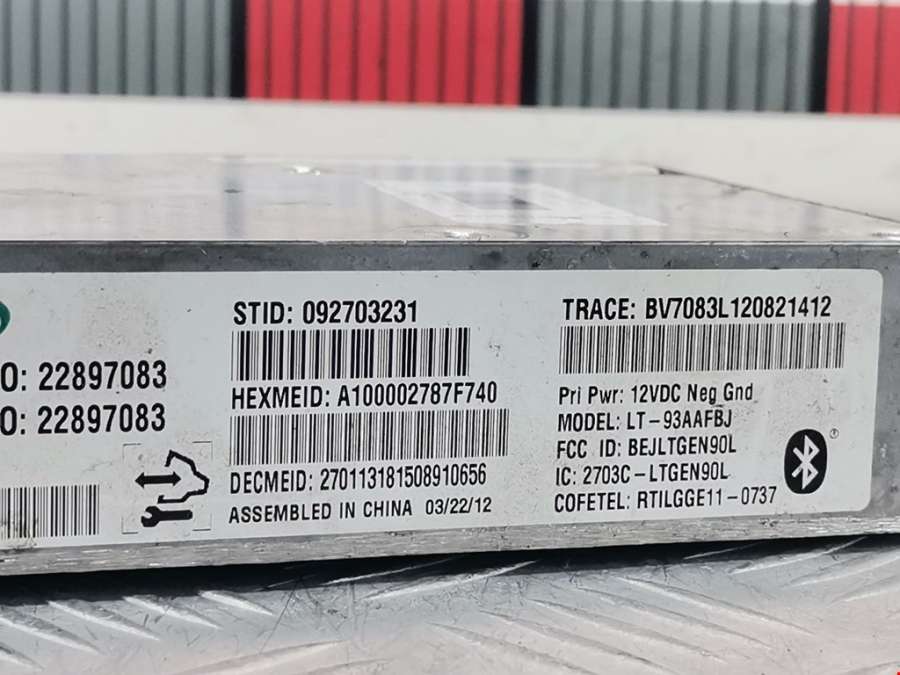 O: 22897083
O: 22897083
STID: 092703231
HEXMEID: A100002787F740
DECMEID: 270113181508910656
ASSEMBLED IN CHINA 03/22/12
TRACE: BV7083L120821412
Pri Pwr: 12VDC Neg Gnd
MODEL: LT-93AAFBJ
FCC ID: BEJLTGEN90L
IC: 2703C-LTGEN90L
COFETEL: RTILGGE11-0737